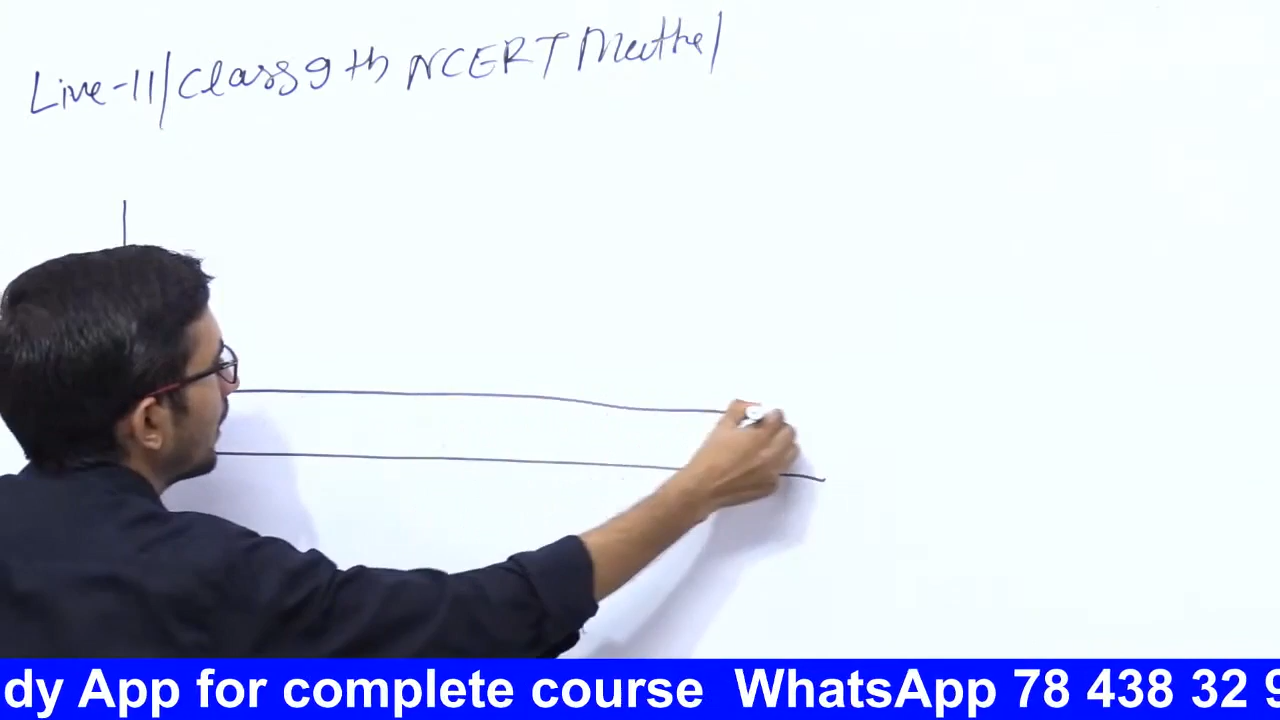 Live-11/Class 9th NCERT Maths/
dy App for complete course WhatsApp 78 438 32 9